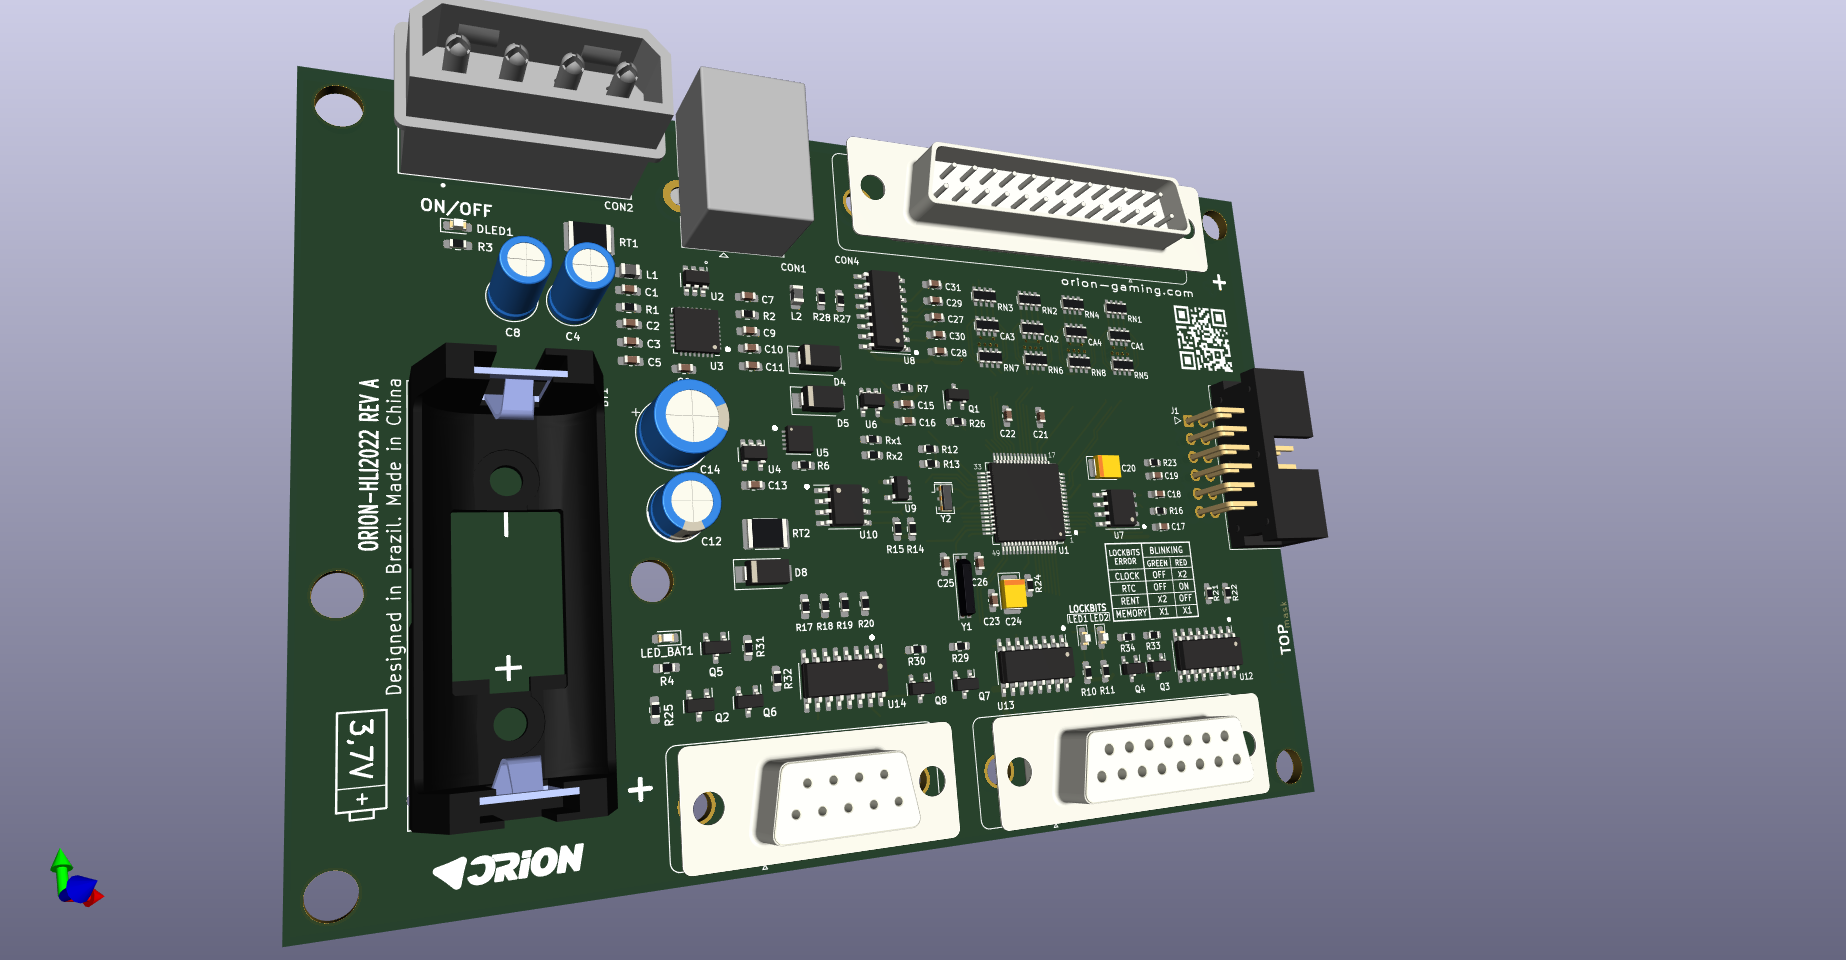 CON2
ON/OFF
DLED1
R3
RT1
CON1
CON4
C8
C4
L1
C1
R1
C2
C3
C5
U2
U3
C7
R2
C9
C10
C11
L2
R28
R27
U8
C31
C29
C27
C30
C28
orion-gaming.com
+
RN3
RN2
RN4
RN1
CA3
CA2
CA4
CA1
RN7
RN6
RN8
RN5
D4
D5
U6
R7
C15
C16
Q1
R26
C22
C21
J1
+
C14
U4
U5
R6
C13
Rx1
Rx2
R12
R13
33
17
C20
R23
C19
C18
R16
C17
U7
C12
U10
U9
Y2
R15
R14
49
1
U1
RT2
D8
C25
C26
Y1
C23
C24
R24
LOCKBITS ERROR
BLINKING
GREEN
RED
CLOCK
OFF
X2
RTC
OFF
ON
RENT
X2
OFF
MEMORY
X1
X1
R21
R22
LOCKBITS
LED1
LED2
R17
R18
R19
R20
LED_BAT1
R4
Q5
R31
R32
R25
Q2
Q6
U14
R30
R29
Q8
Q7
U13
R34
R33
R10
R11
Q4
Q3
U12
TOP
mask
ORION-HLI2022 REV A
Designed in Brazil. Made in China
+
3,7V
+
+
ORION